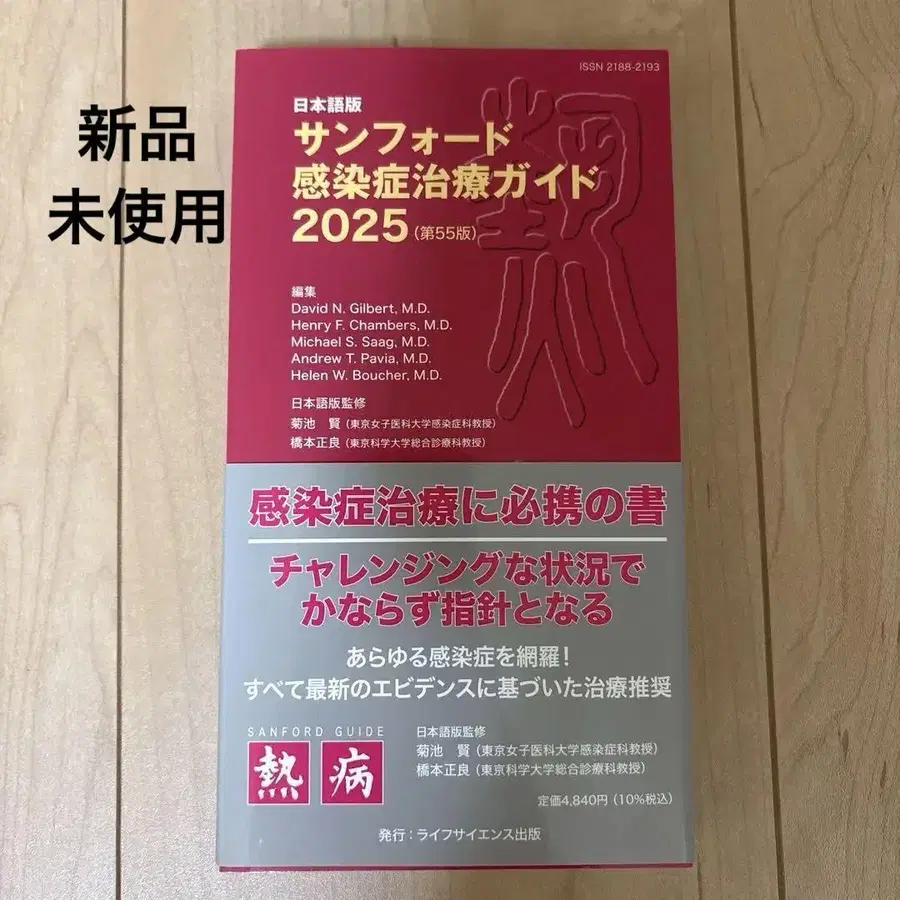 新品
未使用
ISSN 2188-2193
日本語版
サンフォード
感染症治療ガイド
2025（第55版）
編集
David N. Gilbert, M.D.
Henry F. Chambers, M.D.
Michael S. Saag, M.D.
Andrew T. Pavia, M.D.
Helen W. Boucher, M.D.
日本語版監修
菊池　賢（東京女子医科大学感染症科教授）
橋本正良（東京科学大学総合診療科教授）
感染症治療に必携の書
チャレンジングな状況で
かならず指針となる
あらゆる感染症を網羅！
すべて最新のエビデンスに基づいた治療推奨
SANFORD GUIDE
熱病
日本語版監修
菊池　賢（東京女子医科大学感染症科教授）
橋本正良（東京科学大学総合診療科教授）
定価4,840円（10%税込）
発行：ライフサイエンス出版